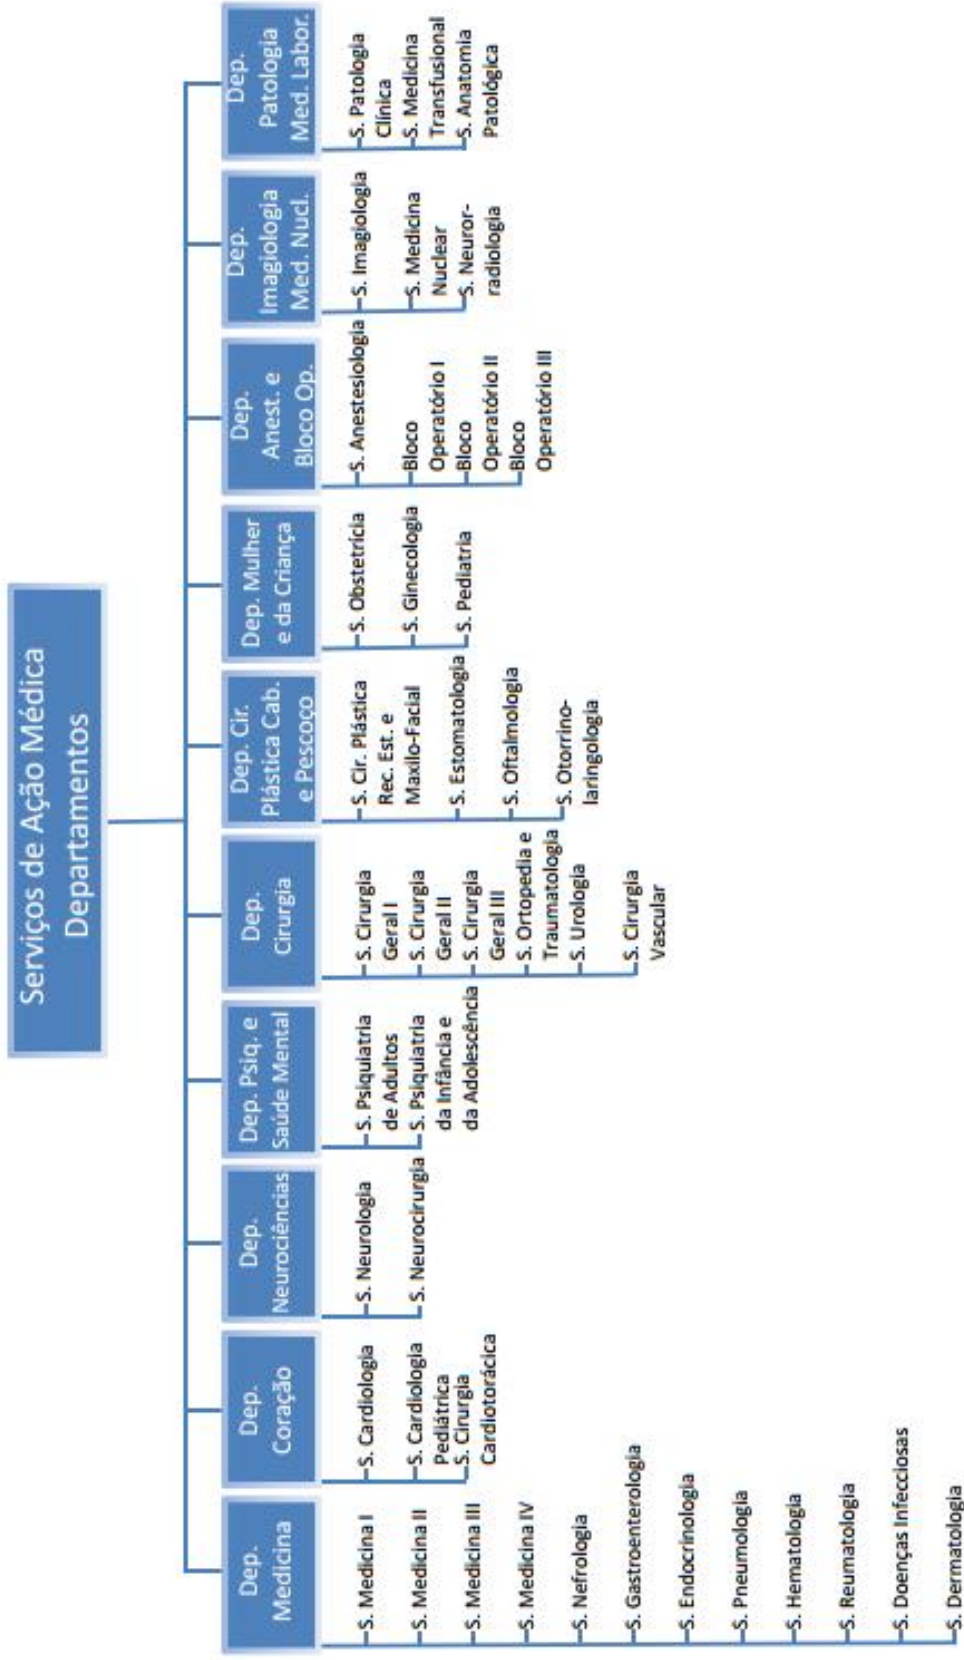 Serviços de Ação Médica
Departamentos
Dep.
Medicina
S. Medicina I
S. Medicina II
S. Medicina III
S. Medicina IV
S. Nefrologia
S. Gastroenterologia
S. Endocrinologia
S. Pneumologia
S. Hematologia
S. Reumatologia
S. Doenças Infecciosas
S. Dermatologia
Dep.
Coração
S. Cardiologia
S. Cardiologia
Pediátrica
S. Cirurgia
Cardiotorácica
Dep.
Neurociências
S. Neurologia
S. Neurocirurgia
Dep. Psiq. e
Saúde Mental
S. Psiquiatria
de Adultos
S. Psiquiatria
da Infância e
da Adolescência
Dep.
Cirurgia
S. Cirurgia
Geral I
S. Cirurgia
Geral II
S. Cirurgia
Geral III
S. Ortopedia e
Traumatologia
S. Urologia
S. Cirurgia
Vascular
Dep. Cir.
Plástica Cab.
e Pescoço
S. Cir. Plástica
Rec. Est. e
Maxilo-Facial
S. Estomatologia
S. Oftalmologia
S. Otorrino-
laringologia
Dep. Mulher
e da Criança
S. Obstetrícia
S. Ginecologia
S. Pediatria
Dep.
Anest. e
Bloco Op.
S. Anestesiologia
Bloco
Operatório I
Bloco
Operatório II
Bloco
Operatório III
Dep.
Imagiologia
Med. Nucl.
S. Imagiologia
S. Medicina
Nuclear
S. Neuror-
radiologia
Dep.
Patologia
Med. Labor.
S. Patologia
Clínica
S. Medicina
Transfusional
S. Anatomia
Patológica